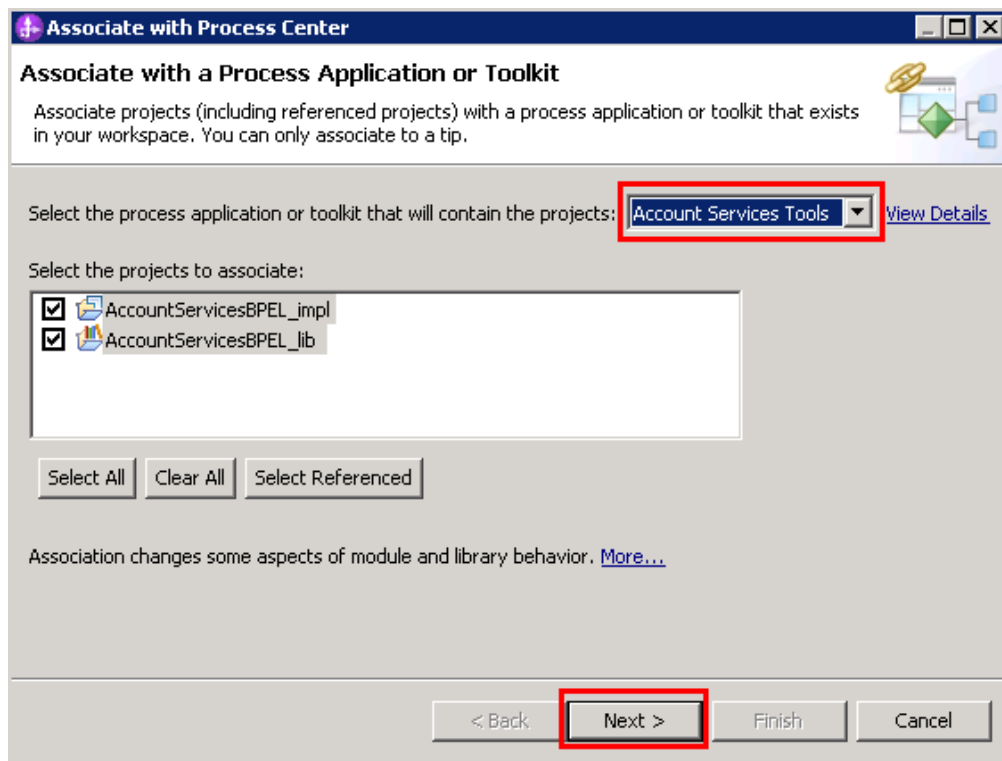 Associate with Process Center
Associate with a Process Application or Toolkit
Associate projects (including referenced projects) with a process application or toolkit that exists
in your workspace. You can only associate to a tip.
Select the process application or toolkit that will contain the projects: Account Services Tools View Details
Select the projects to associate:
AccountServicesBPEL_impl
AccountServicesBPEL_lib
Select All Clear All Select Referenced
Association changes some aspects of module and library behavior. More...
< Back Next > Finish Cancel